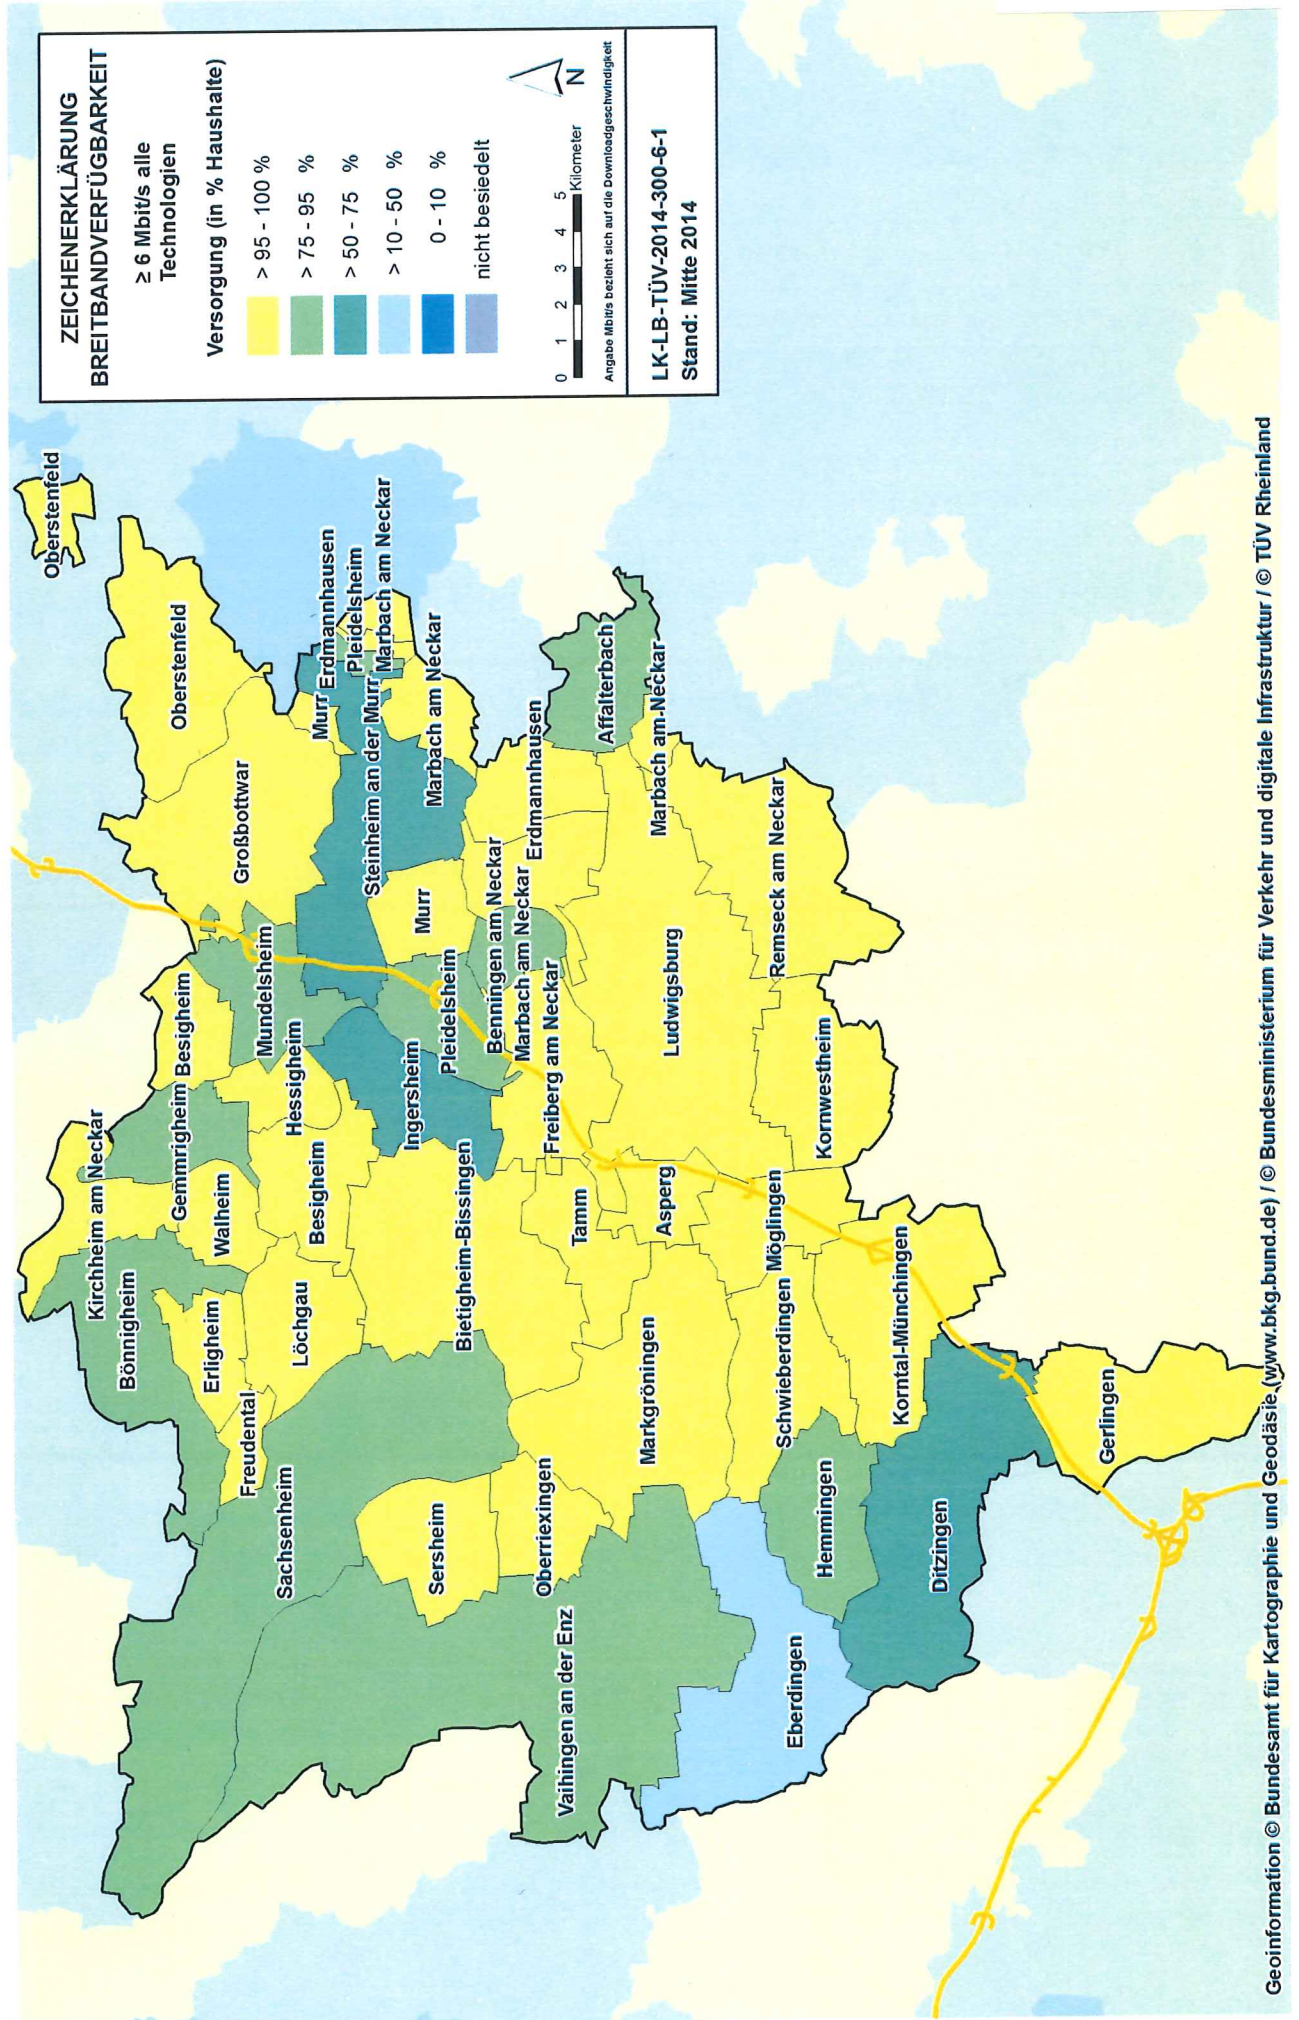 ZEICHENERKLÄRUNG
BREITBANDVERFÜGBARKEIT
≥ 6 Mbit/s alle
Technologien
Versorgung (in % Haushalte)
> 95 - 100 %
> 75 - 95 %
> 50 - 75 %
> 10 - 50 %
0 - 10 %
nicht besiedelt
0 1 2 3 4 5
Kilometer
N
Angabe Mbit/s bezieht sich auf die Downloadgeschwindigkeit
LK-LB-TÜV-2014-300-6-1
Stand: Mitte 2014
Oberstenfeld
Oberstenfeld
Großbottwar
Kirchheim am Neckar
Bönnigheim
Gemmrigheim
Besigheim
Mundelsheim
Murr
Erdmannhausen
Pleidelsheim
Marbach am Neckar
Steinheim an der Murr
Marbach am Neckar
Erligheim
Walheim
Hessigheim
Freudental
Löchgau
Besigheim
Ingersheim
Pleidelsheim
Murr
Sachsenheim
Bietigheim-Bissingen
Benningen am Neckar
Marbach am Neckar
Erdmannhausen
Affalterbach
Sersheim
Freiberg am Neckar
Marbach am Neckar
Oberriexingen
Tamm
Vaihingen an der Enz
Markgröningen
Asperg
Ludwigsburg
Remseck am Neckar
Möglingen
Schwieberdingen
Kornwestheim
Eberdingen
Hemmingen
Korntal-Münchingen
Ditzingen
Gerlingen
Geoinformation © Bundesamt für Kartographie und Geodäsie (www.bkg.bund.de) / © Bundesministerium für Verkehr und digitale Infrastruktur / © TÜV Rheinland